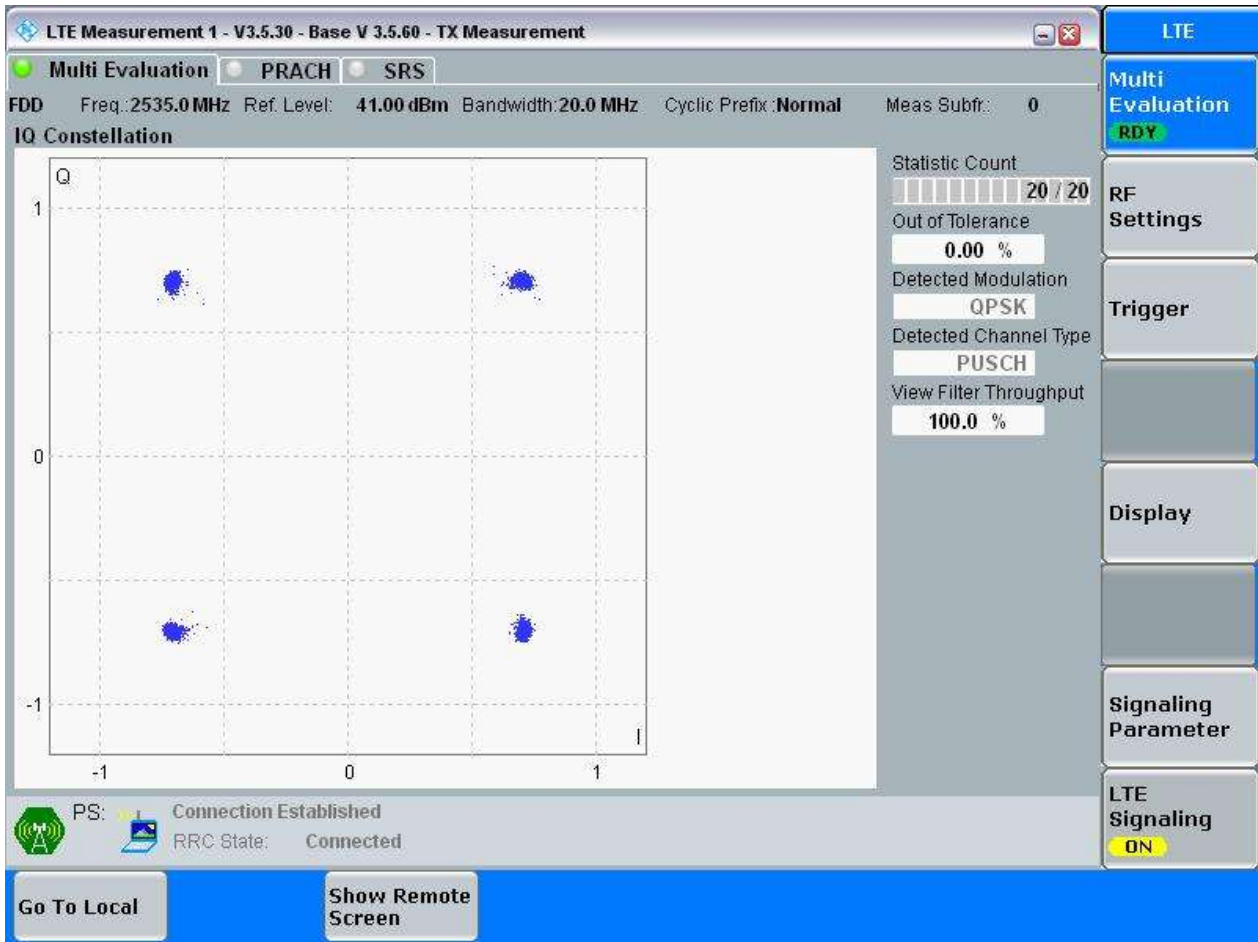 LTE Measurement 1 - V3.5.30 - Base V 3.5.60 - TX Measurement
Multi Evaluation PRACH SRS
FDD Freq.:2535.0 MHz Ref. Level: 41.00 dBm Bandwidth:20.0 MHz Cyclic Prefix :Normal Meas Subfr.: 0
IQ Constellation
Q
1
0
-1
I
-1 0 1
Statistic Count
20 / 20
Out of Tolerance
0.00 %
Detected Modulation
QPSK
Detected Channel Type
PUSCH
View Filter Throughput
100.0 %
PS: Connection Established
RRC State: Connected
LTE
Multi
Evaluation
RDY
RF
Settings
Trigger
Display
Signaling
Parameter
LTE
Signaling
ON
Go To Local
Show Remote
Screen